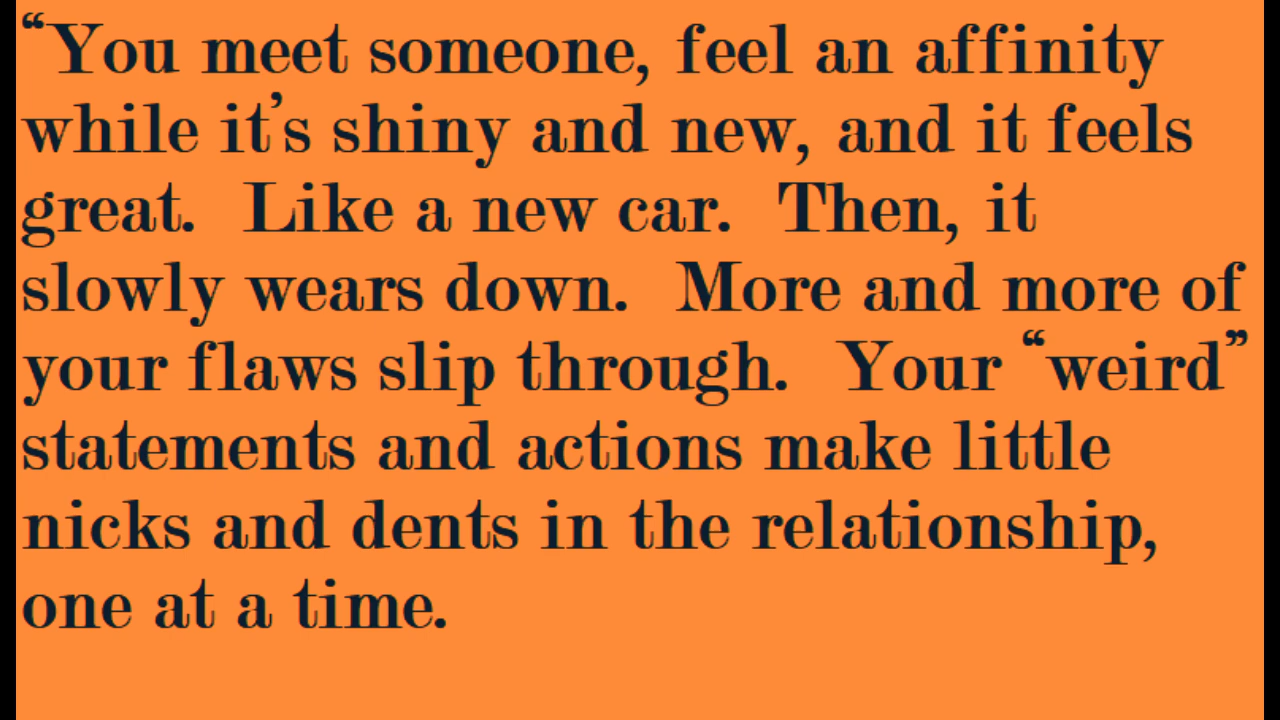 “You meet someone, feel an affinity
while it’s shiny and new, and it feels
great.  Like a new car.  Then, it
slowly wears down.  More and more of
your flaws slip through.  Your “weird”
statements and actions make little
nicks and dents in the relationship,
one at a time.